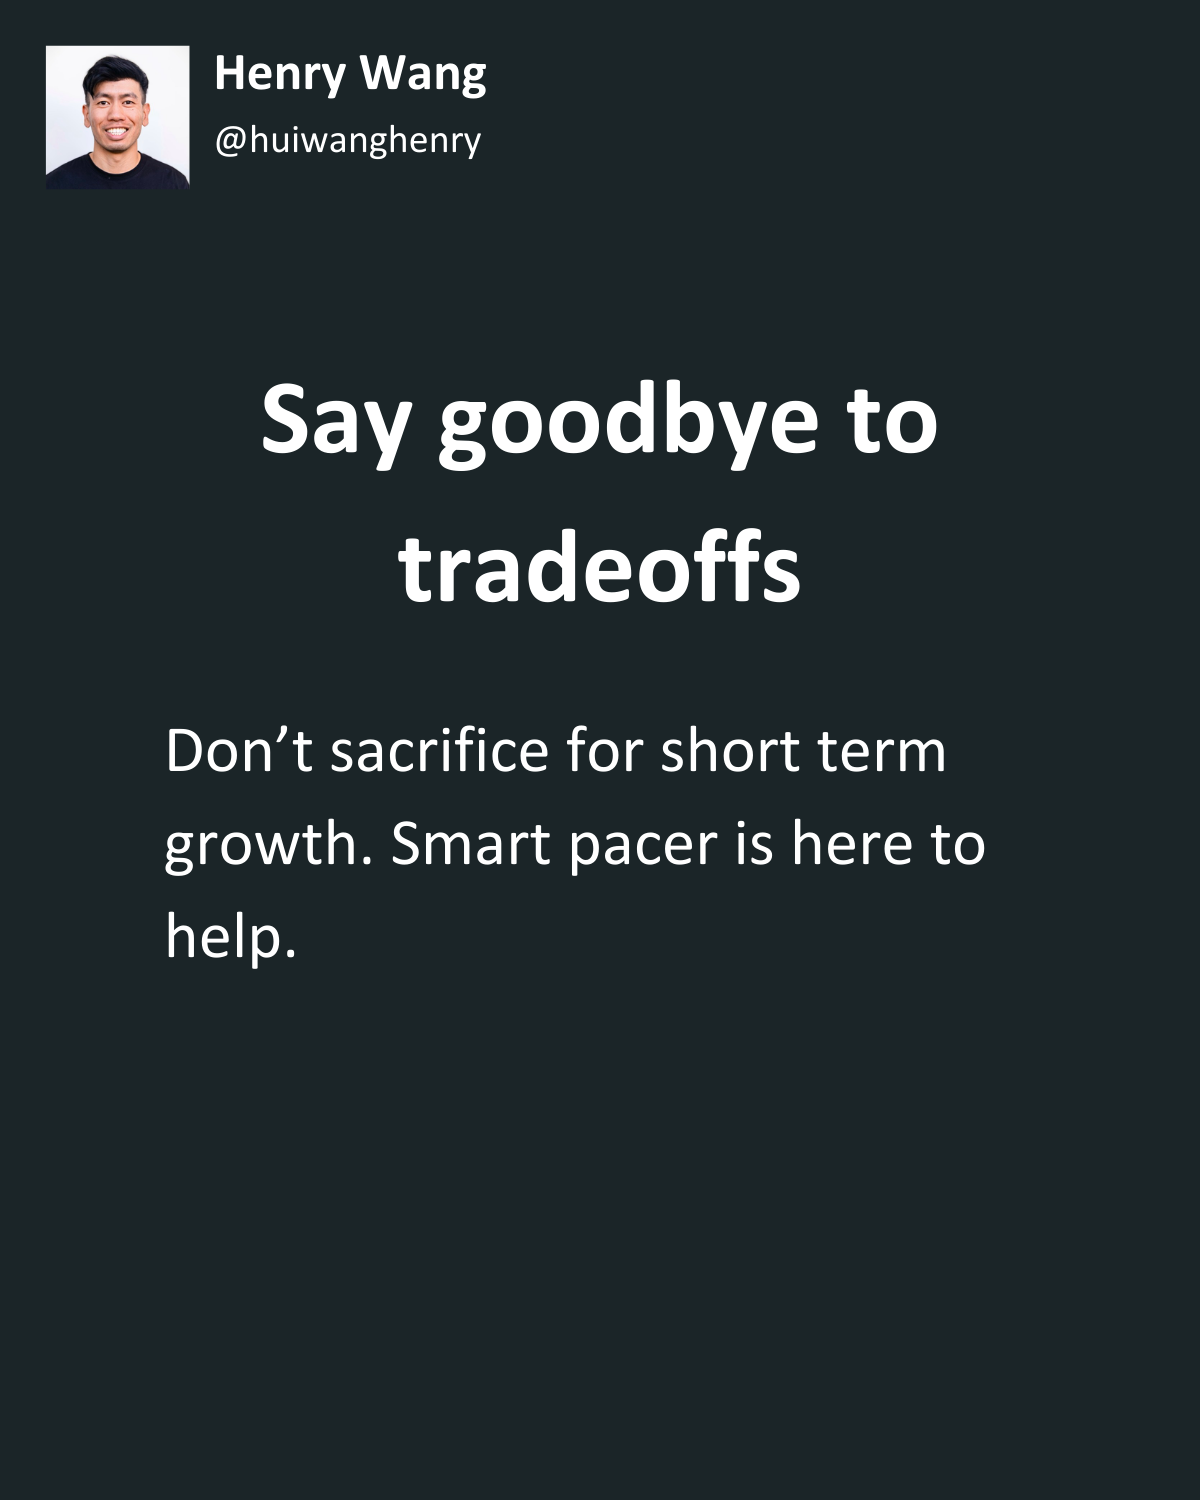 Henry Wang
@huiwanghenry
Say goodbye to
tradeoffs
Don’t sacrifice for short term
growth. Smart pacer is here to
help.